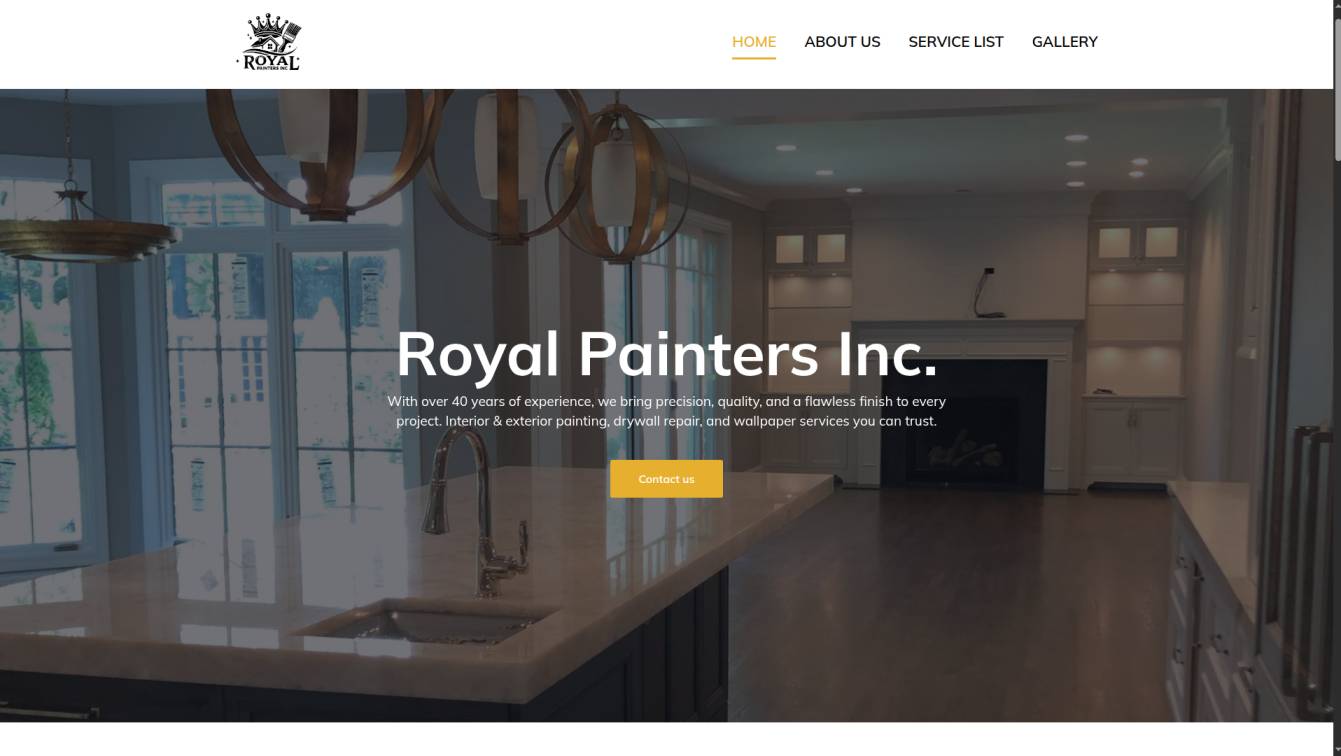 ROYAL
PAINTERS INC.
HOME
ABOUT US
SERVICE LIST
GALLERY
Royal Painters Inc.
With over 40 years of experience, we bring precision, quality, and a flawless finish to every
project. Interior & exterior painting, drywall repair, and wallpaper services you can trust.
Contact us